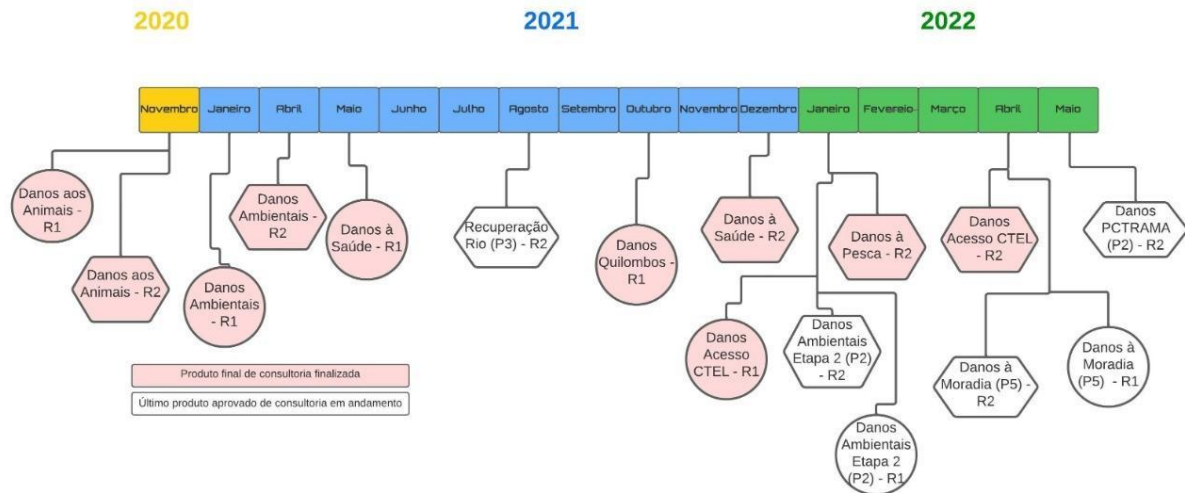 2020
2021
2022
Novembro
Janeiro
Abril
Maio
Junho
Julho
Agosto
Setembro
Outubro
Novembro
Dezembro
Janeiro
Fevereio-
Março
Abril
Maio
Danos aos
Animais -
R1
Danos aos
Animais - R2
Danos
Ambientais
- R1
Danos
Ambientais -
R2
Danos à
Saúde - R1
Recuperação
Rio (P3) - R2
Danos
Quilombos -
R1
Danos à
Saúde - R2
Danos
Acesso
CTEL - R1
Danos
Ambientais
Etapa 2 (P2) -
R2
Danos à
Pesca - R2
Danos
Ambientais
Etapa 2
(P2) - R1
Danos
Acesso CTEL
- R2
Danos à
Moradia (P5) -
R2
Danos à
Moradia
(P5) - R1
Danos
PCTRAMA
(P2) - R2
Produto final de consultoria finalizada
Último produto aprovado de consultoria em andamento